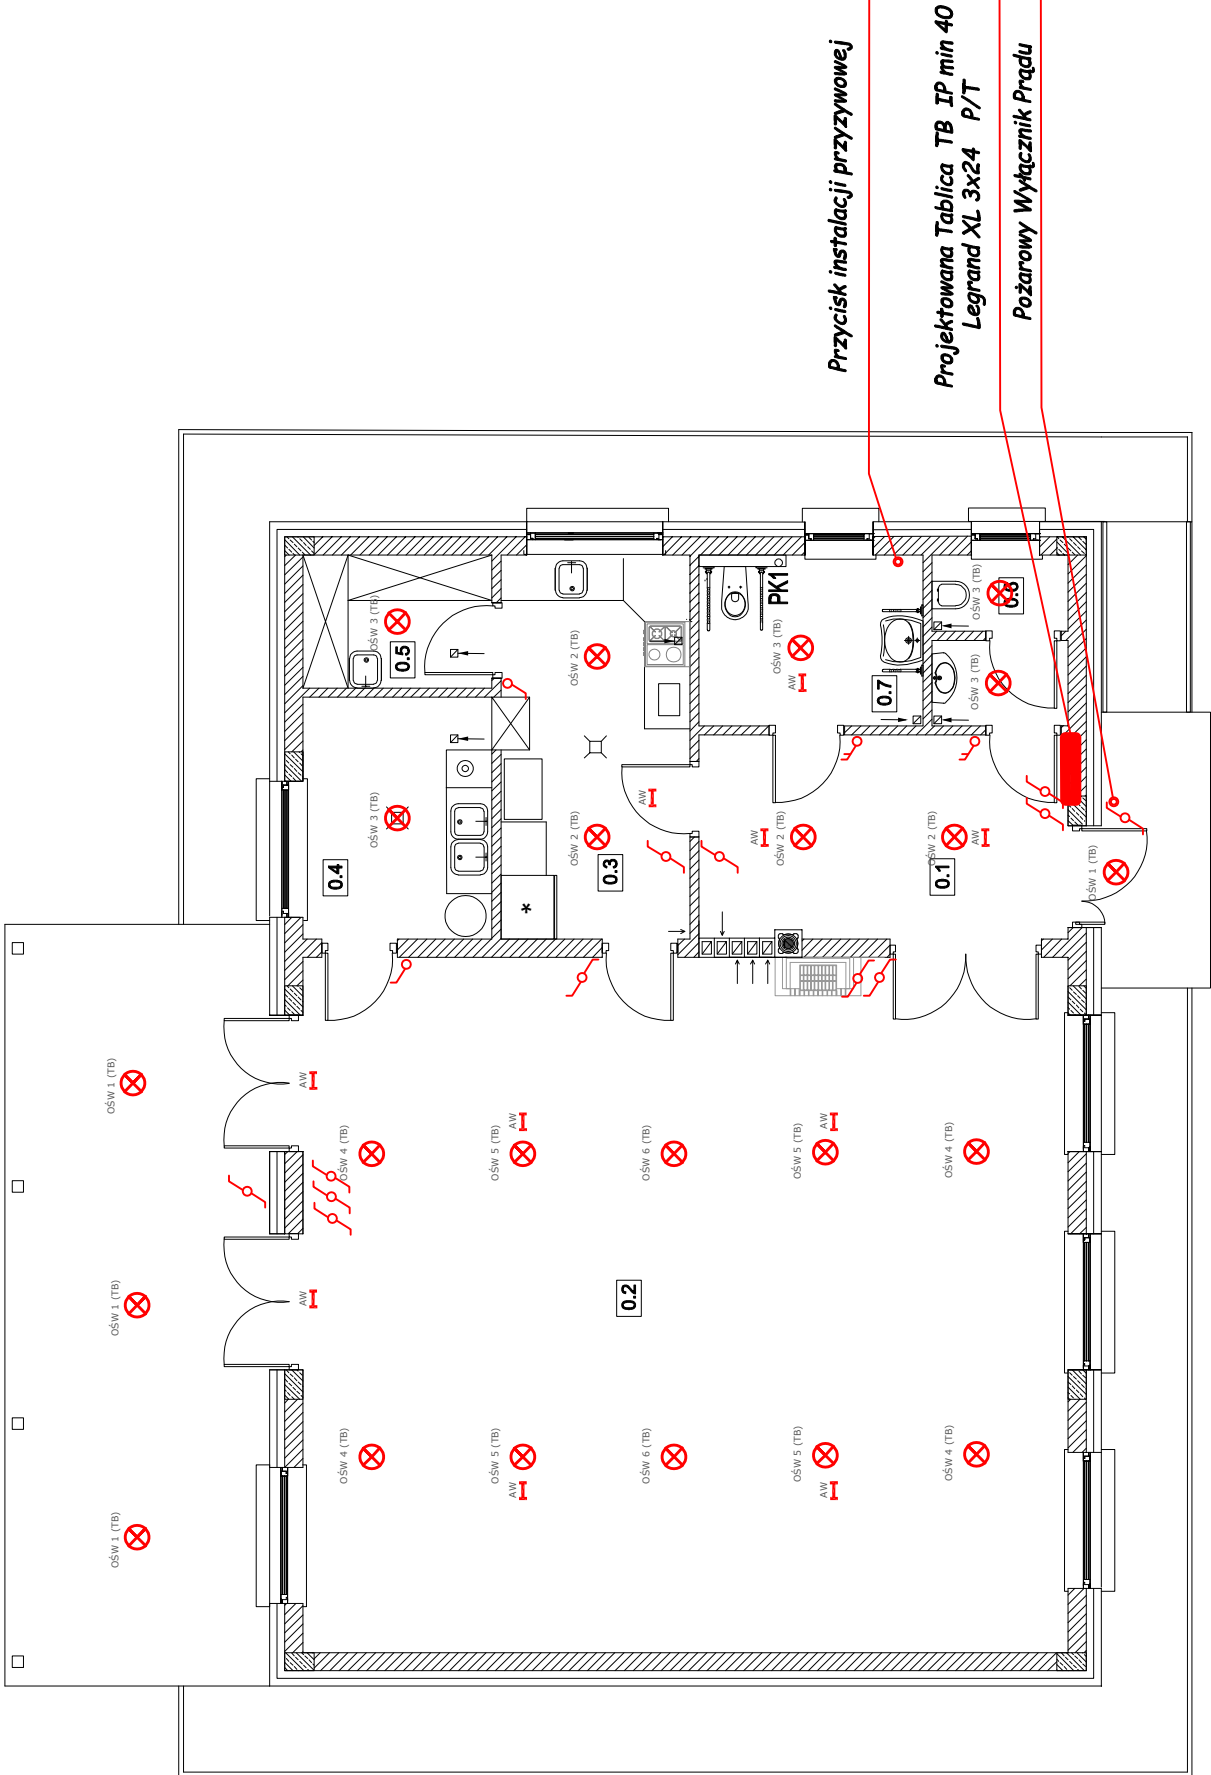 Przycisk instalacji przyzywowej
Projektowana Tablica TB IP min 40
Legrand XL 3x24 P/T
Pożarowy Wyłącznik Prądu
OŚW 3 (TB)
0.5
OŚW 2 (TB)
PK1
OŚW 3 (TB)
AW
0.7
OŚW 3 (TB)
OŚW 3 (TB)
OŚW 3 (TB)
0.4
OŚW 2 (TB)
0.3
*
AW
AW
OŚW 2 (TB)
OŚW 2 (TB)
AW
0.1
OŚW 1 (TB)
OŚW 1 (TB)
AW
OŚW 4 (TB)
AW
OŚW 5 (TB)
OŚW 6 (TB)
AW
OŚW 5 (TB)
OŚW 4 (TB)
OŚW 1 (TB)
AW
0.2
OŚW 4 (TB)
OŚW 5 (TB)
AW
OŚW 6 (TB)
OŚW 5 (TB)
AW
OŚW 4 (TB)
OŚW 1 (TB)